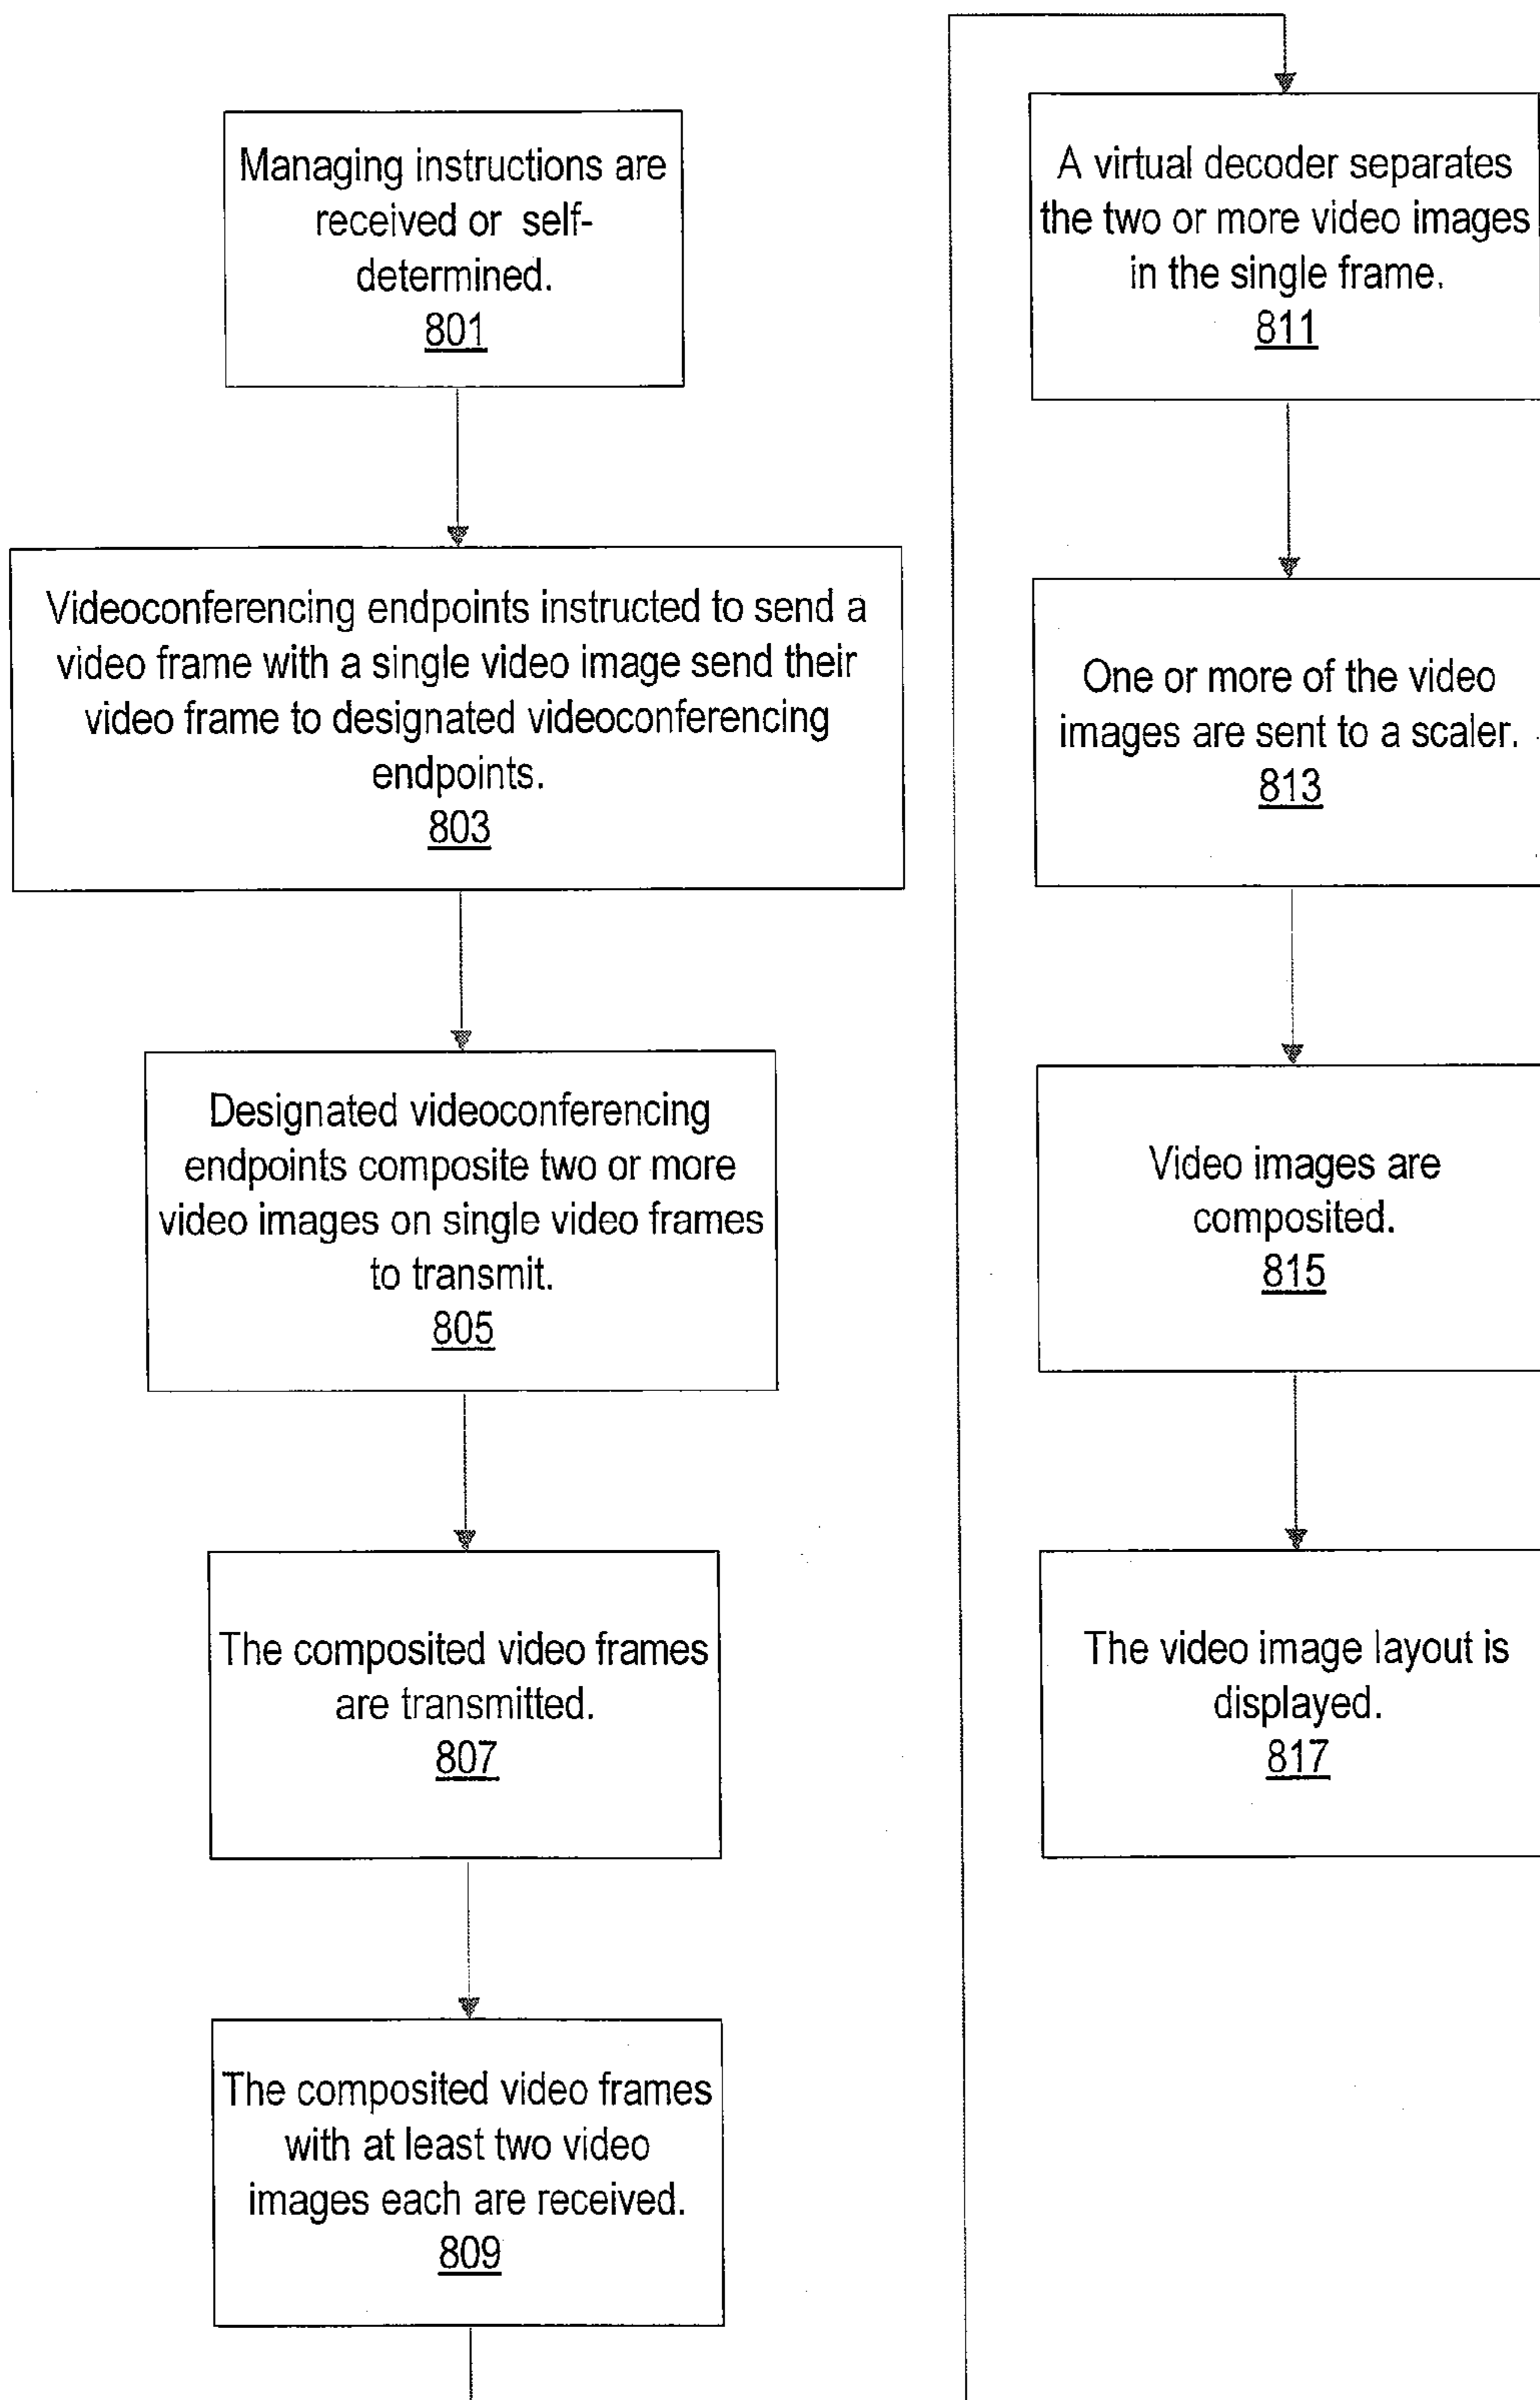 Managing instructions are
received or self-
determined.
801
Videoconferencing endpoints instructed to send a
video frame with a single video image send their
video frame to designated videoconferencing
endpoints.
803
Designated videoconferencing
endpoints composite two or more
video images on single video frames
to transmit.
805
The composited video frames
are transmitted.
807
The composited video frames
with at least two video
images each are received.
809
A virtual decoder separates
the two or more video images
in the single frame.
811
One or more of the video
images are sent to a scaler.
813
Video images are
composited.
815
The video image layout is
displayed.
817